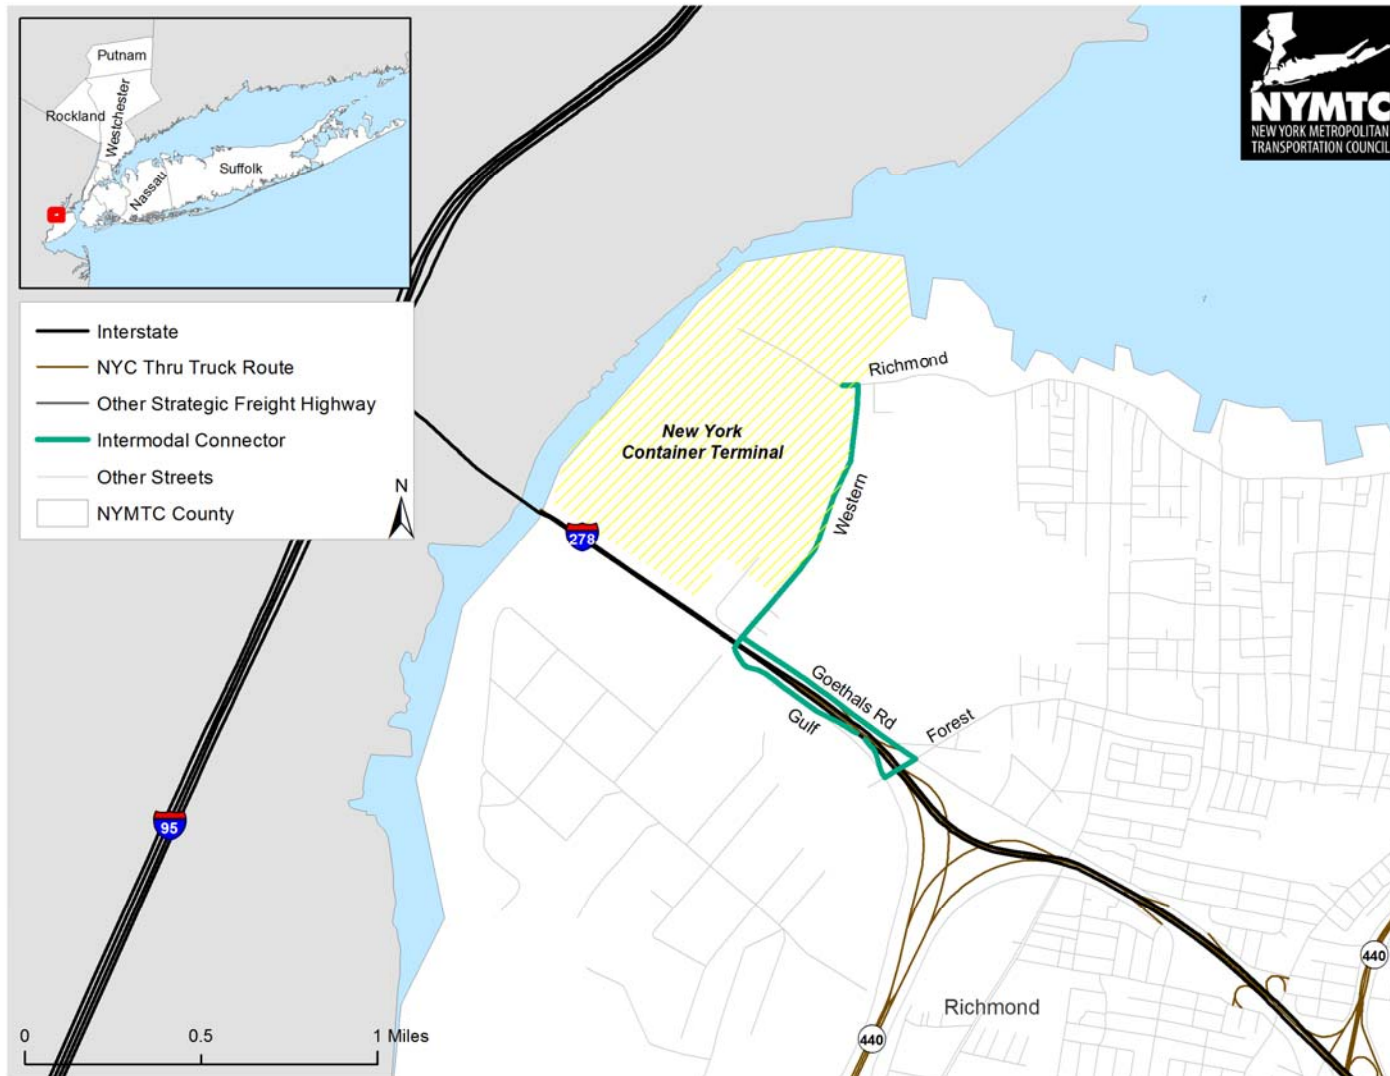 Putnam
Rockland
Westchester
Nassau
Suffolk
NYMTC
NEW YORK METROPOLITAN
TRANSPORTATION COUNCIL
Interstate
NYC Thru Truck Route
Other Strategic Freight Highway
Intermodal Connector
Other Streets
NYMTC County
N
Richmond
New York
Container Terminal
Western
278
Goethals Rd
Gulf
Forest
95
440
Richmond
440
0 0.5 1 Miles